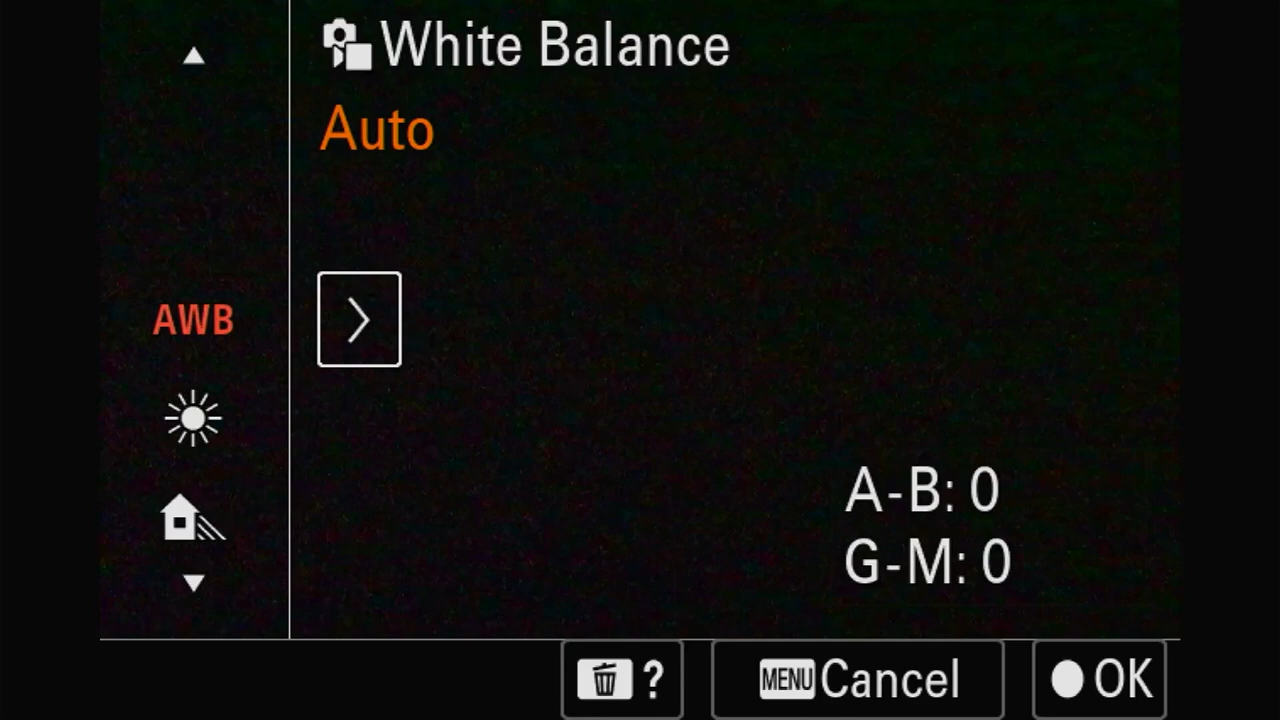 White Balance
Auto
AWB
A-B: 0
G-M: 0
? MENU Cancel OK